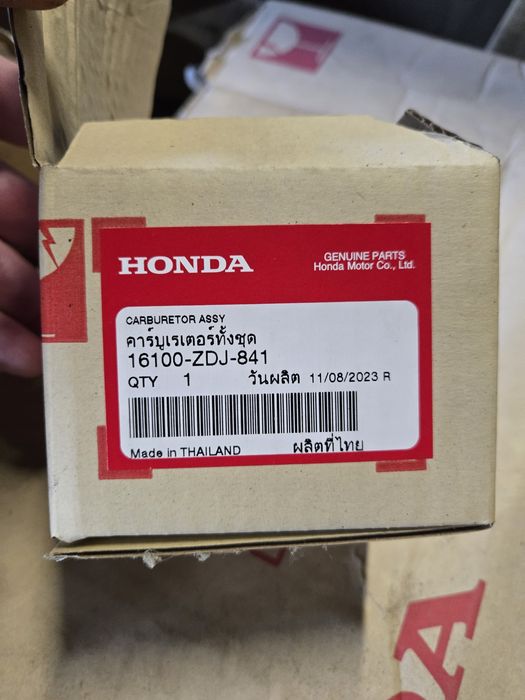 HONDA
GENUINE PARTS
Honda Motor Co., Ltd.
CARBURETOR ASSY
คาร์บูเรเตอร์ทั้งชุด
16100-ZDJ-841
QTY 1 วันผลิต 11/08/2023 R
Made in THAILAND ผลิตที่ไทย
DA